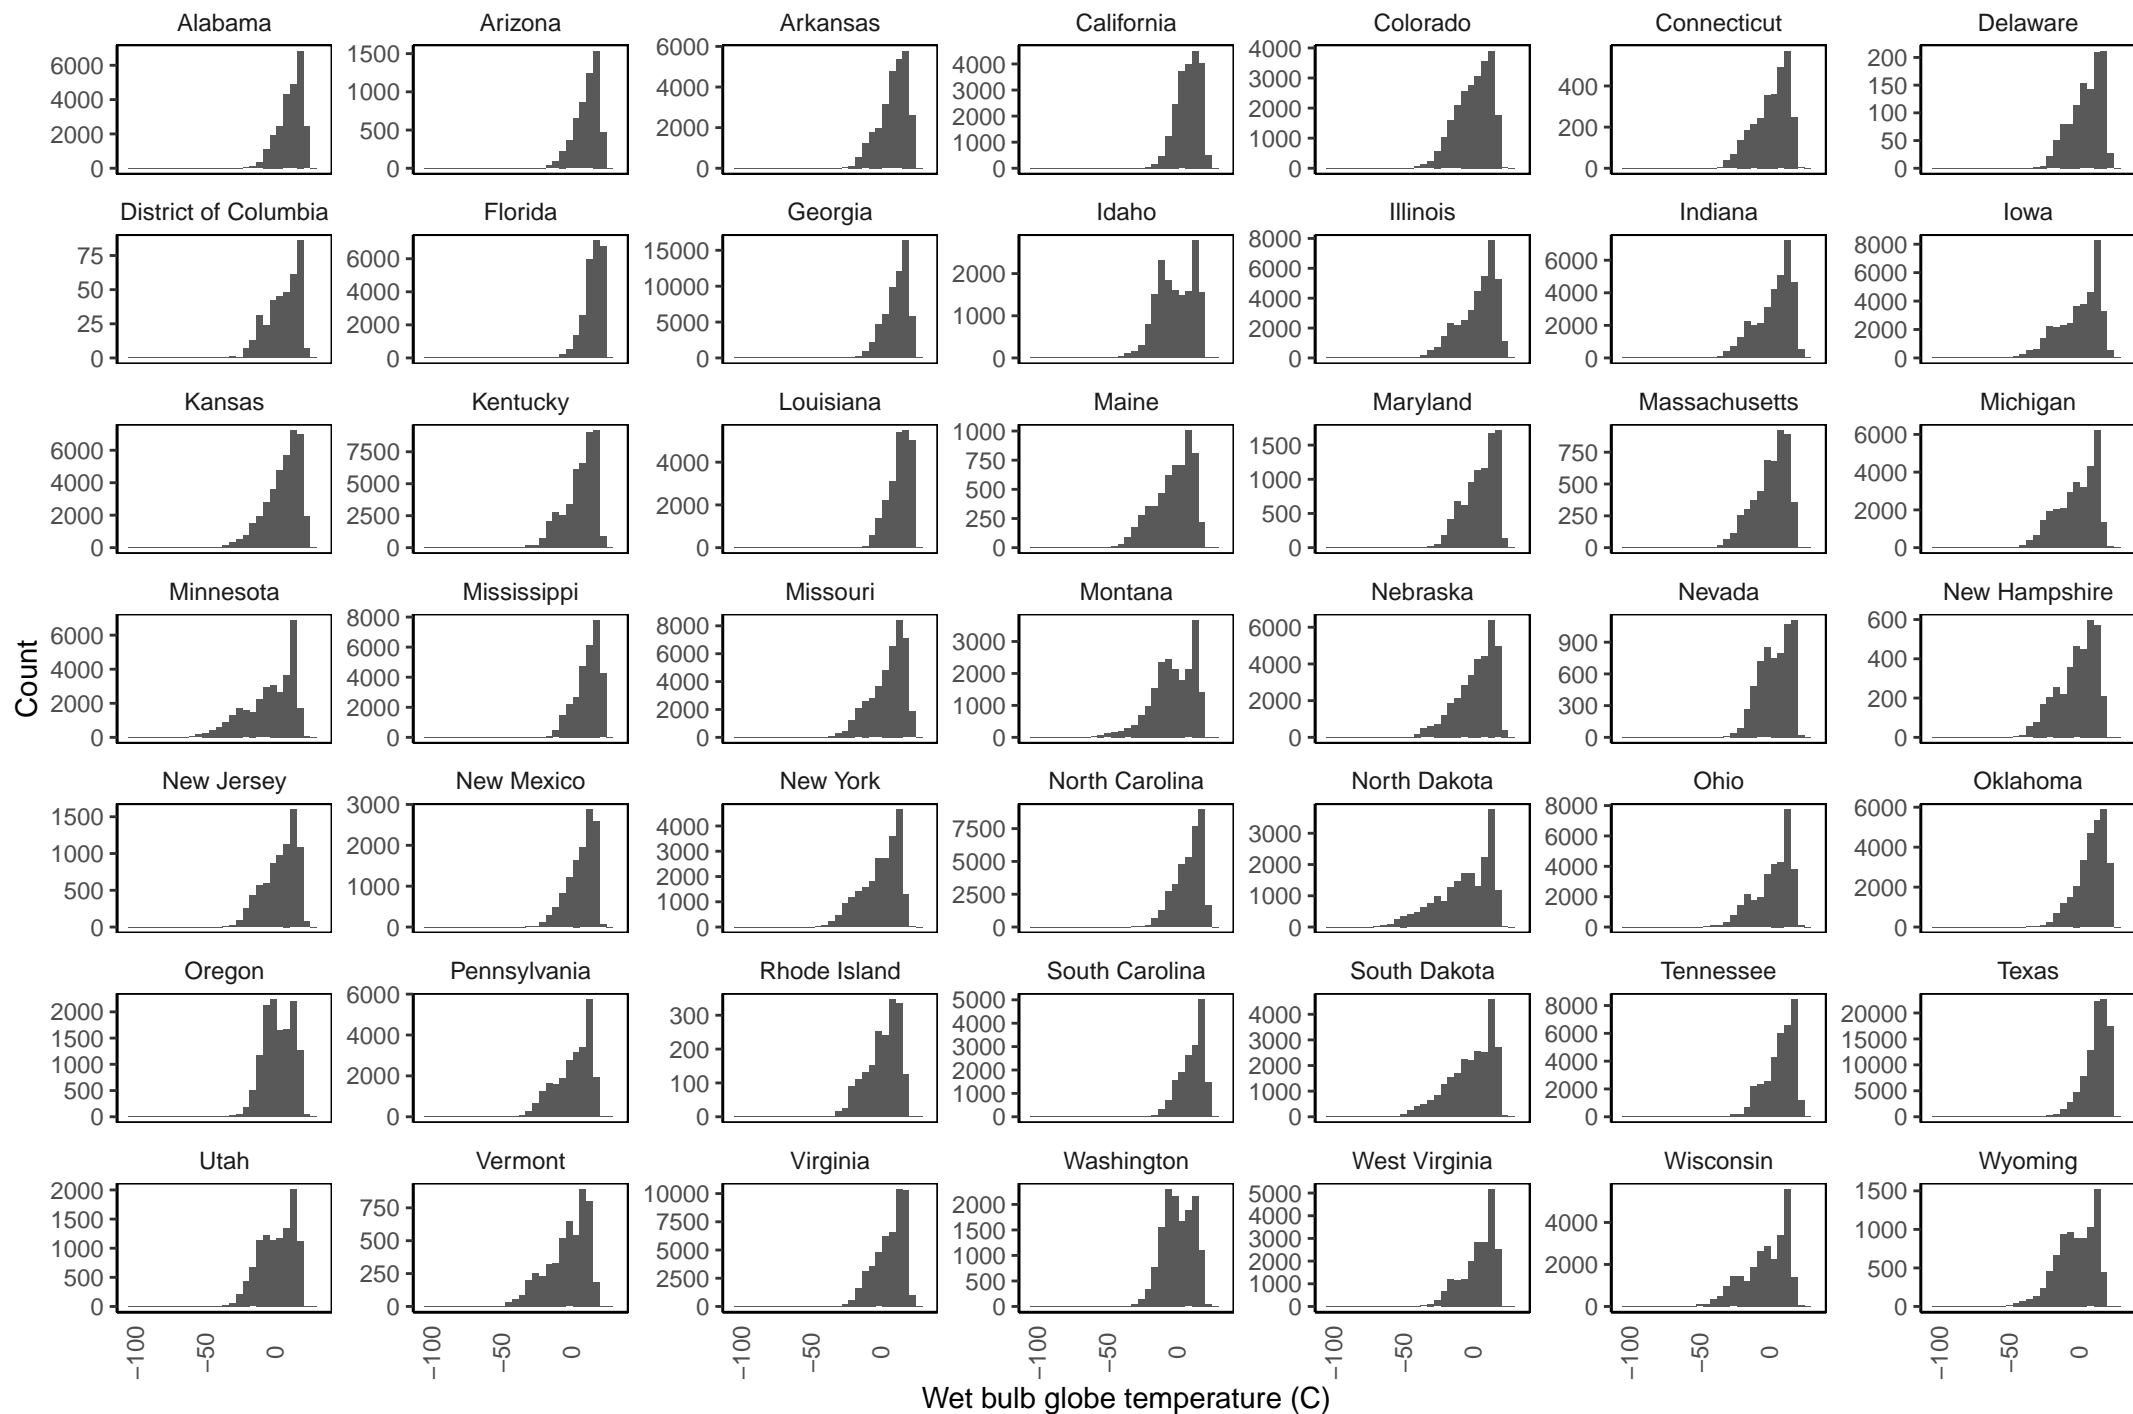 Alabama Arizona Arkansas California Colorado Connecticut Delaware
6000 4000 2000 0
1500 1000 500 0
6000 4000 2000 0
4000 3000 2000 1000 0
4000 3000 2000 1000 0
400 200 0
200 150 100 50 0
District of Columbia Florida Georgia Idaho Illinois Indiana Iowa
75 50 25 0
6000 4000 2000 0
15000 10000 5000 0
2000 1000 0
8000 6000 4000 2000 0
6000 4000 2000 0
8000 6000 4000 2000 0
Kansas Kentucky Louisiana Maine Maryland Massachusetts Michigan
6000 4000 2000 0
7500 5000 2500 0
4000 2000 0
1000 750 500 250 0
1500 1000 500 0
750 500 250 0
6000 4000 2000 0
Minnesota Mississippi Missouri Montana Nebraska Nevada New Hampshire
Count
6000 4000 2000 0
8000 6000 4000 2000 0
8000 6000 4000 2000 0
3000 2000 1000 0
6000 4000 2000 0
900 600 300 0
600 400 200 0
New Jersey New Mexico New York North Carolina North Dakota Ohio Oklahoma
1500 1000 500 0
3000 2000 1000 0
4000 3000 2000 1000 0
7500 5000 2500 0
3000 2000 1000 0
8000 6000 4000 2000 0
6000 4000 2000 0
Oregon Pennsylvania Rhode Island South Carolina South Dakota Tennessee Texas
2000 1500 1000 500 0
6000 4000 2000 0
300 200 100 0
5000 4000 3000 2000 1000 0
4000 3000 2000 1000 0
8000 6000 4000 2000 0
20000 15000 10000 5000 0
Utah Vermont Virginia Washington West Virginia Wisconsin Wyoming
2000 1500 1000 500 0
750 500 250 0
10000 7500 5000 2500 0
2000 1500 1000 500 0
5000 4000 3000 2000 1000 0
4000 2000 0
1500 1000 500 0
−100 −50 0 −100 −50 0 −100 −50 0 −100 −50 0 −100 −50 0 −100 −50 0 −100 −50 0
Wet bulb globe temperature (C)